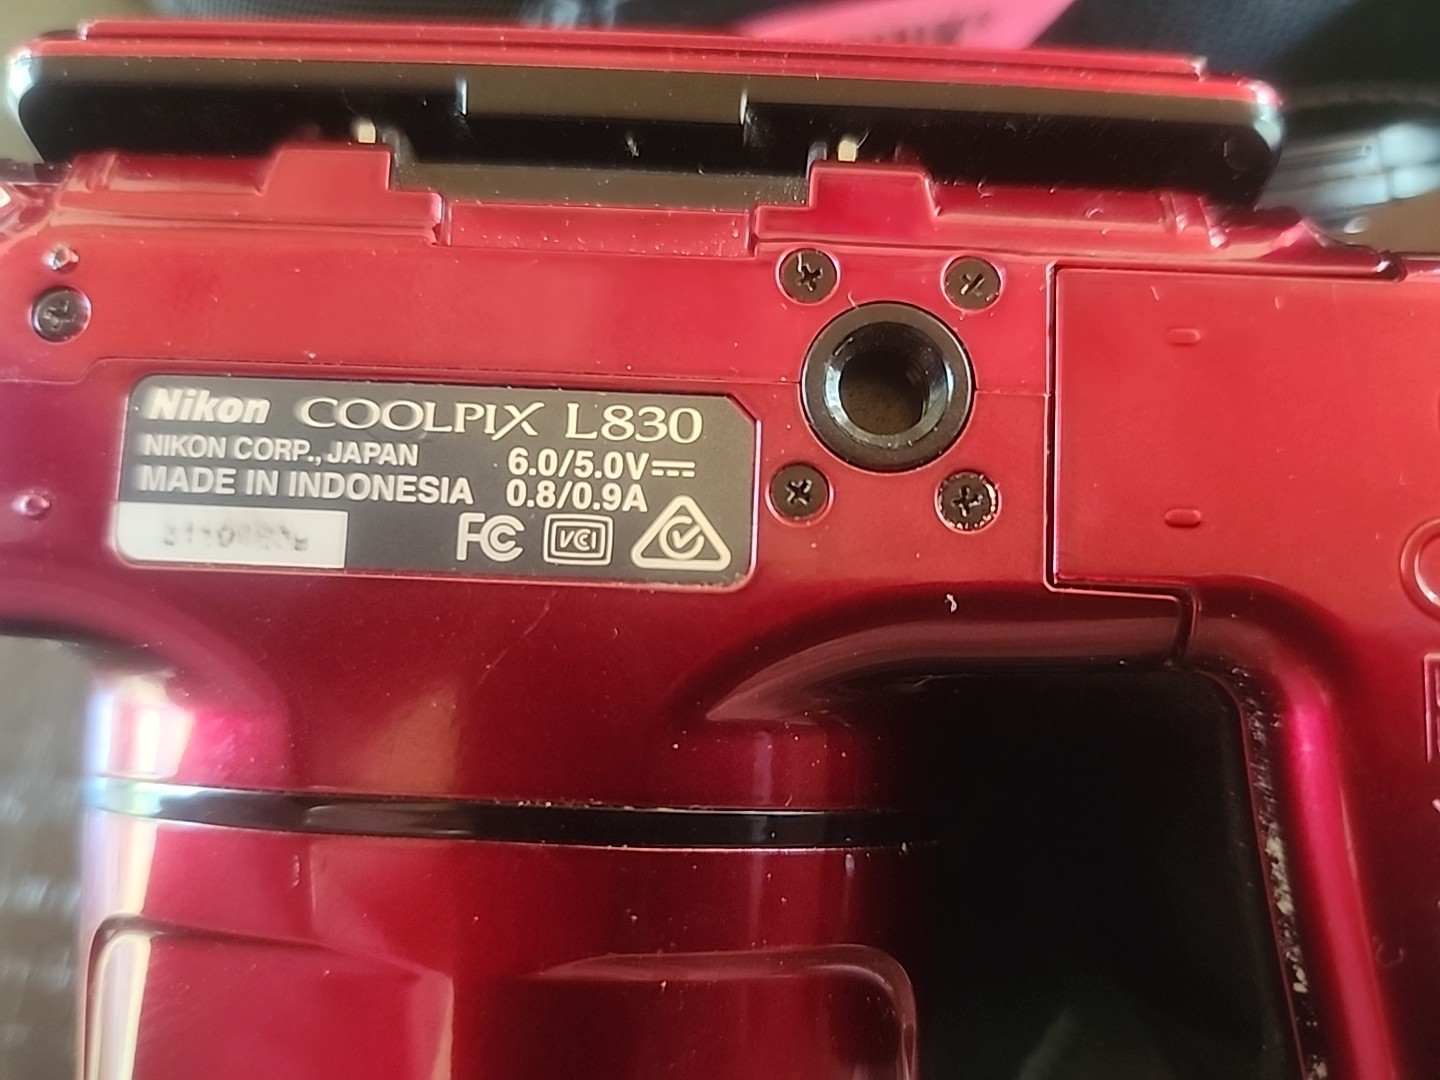 Nikon COOLPIX L830
NIKON CORP., JAPAN 6.0/5.0V
MADE IN INDONESIA 0.8/0.9A
FC VCI